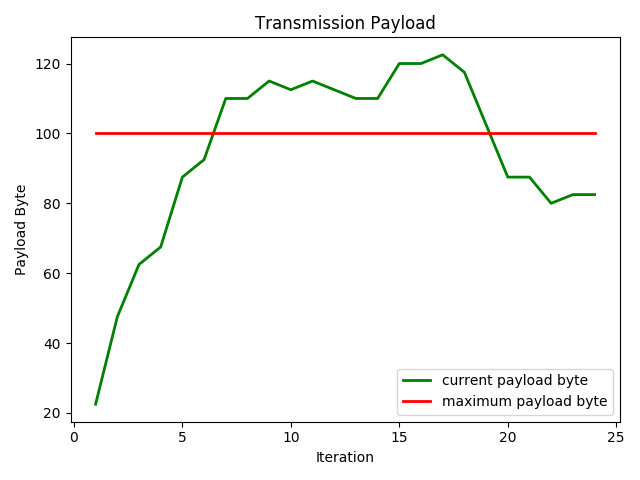 Transmission Payload
120
100
80
60
40
20
Payload Byte
0
5
10
15
20
25
Iteration
current payload byte
maximum payload byte